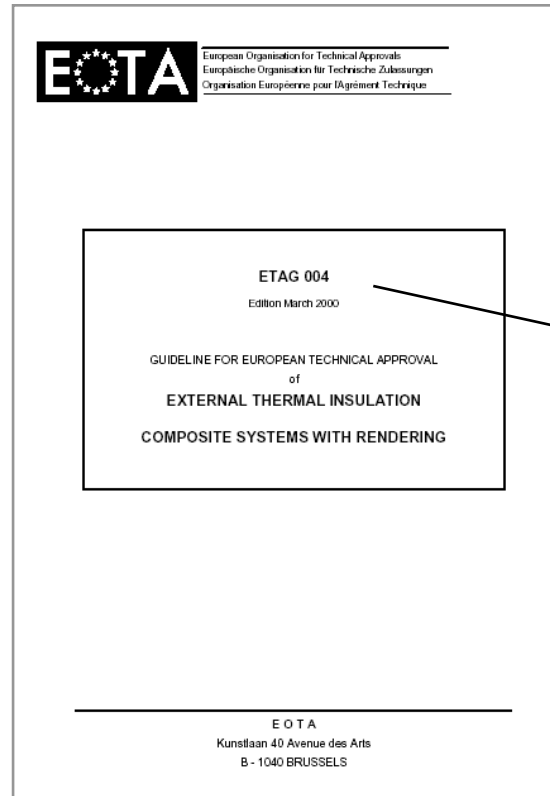 EOTA
European Organisation for Technical Approvals
Europäische Organisation für Technische Zulassungen
Organisation Européenne pour l'Agrément Technique
ETAG 004
Edition March 2000
GUIDELINE FOR EUROPEAN TECHNICAL APPROVAL
of
EXTERNAL THERMAL INSULATION
COMPOSITE SYSTEMS WITH RENDERING
E O T A
Kunstlaan 40 Avenue des Arts
B - 1040 BRUSSELS